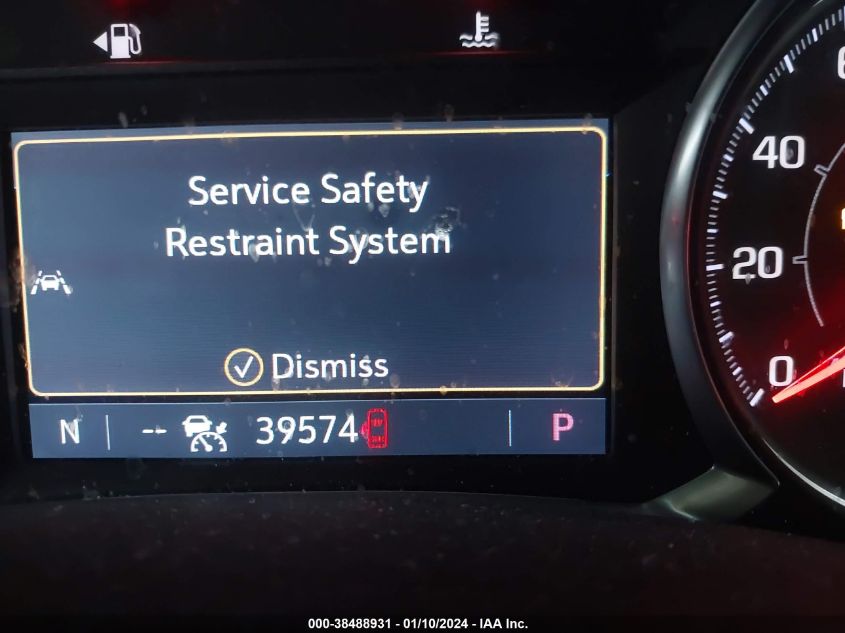 Service Safety
Restraint System
Dismiss
N -- 39574 P
40
20
0
000-38488931 - 01/10/2024 - IAA Inc.